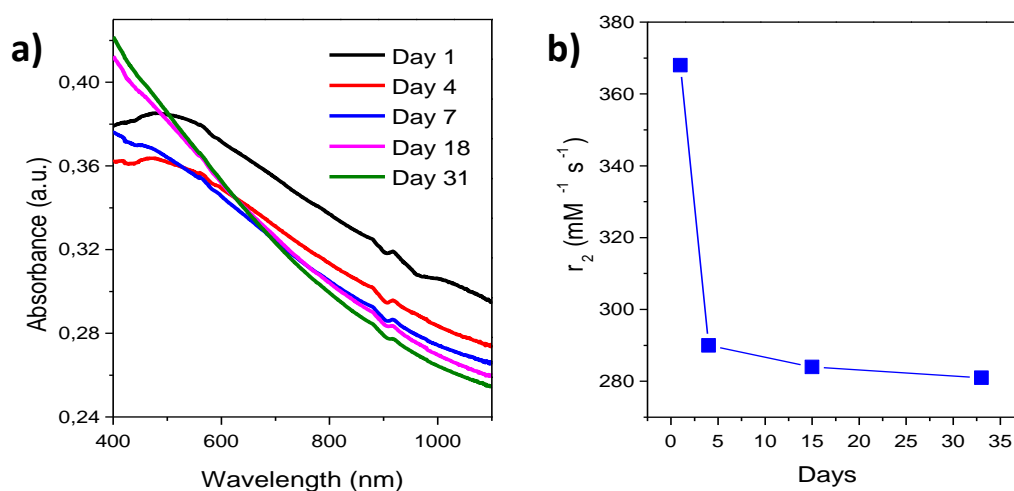 a)
Day 1
Day 4
Day 7
Day 18
Day 31
0,40
0,36
0,32
0,28
0,24
Absorbance (a.u.)
400 600 800 1000
Wavelength (nm)
b)
380
360
340
320
300
280
r₂ (mM⁻¹ s⁻¹)
0 5 10 15 20 25 30 35
Days